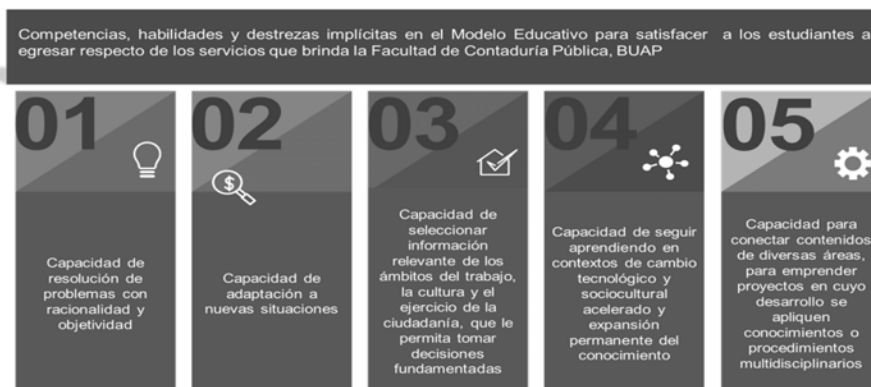 Competencias, habilidades y destrezas implícitas en el Modelo Educativo para satisfacer a los estudiantes a
egresar respecto de los servicios que brinda la Facultad de Contaduría Pública, BUAP
01
Capacidad de
resolución de
problemas con
racionalidad y
objetividad
02
$
Capacidad de
adaptación a
nuevas situaciones
03
Capacidad de
seleccionar
información
relevante de los
ámbitos del trabajo,
la cultura y el
ejercicio de la
ciudadanía, que le
permita tomar
decisiones
fundamentadas
04
Capacidad de seguir
aprendiendo en
contextos de cambio
tecnológico y
sociocultural
acelerado y
expansión
permanente del
conocimiento
05
Capacidad para
conectar contenidos
de diversas áreas,
para emprender
proyectos en cuyo
desarrollo se
apliquen
conocimientos o
procedimientos
multidisciplinarios